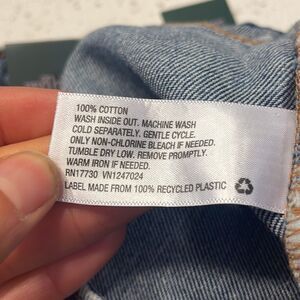 100% COTTON
WASH INSIDE OUT. MACHINE WASH
COLD SEPARATELY. GENTLE CYCLE.
ONLY NON-CHLORINE BLEACH IF NEEDED.
TUMBLE DRY LOW. REMOVE PROMPTLY.
WARM IRON IF NEEDED.
RN17730 VN1247024
LABEL MADE FROM 100% RECYCLED PLASTIC